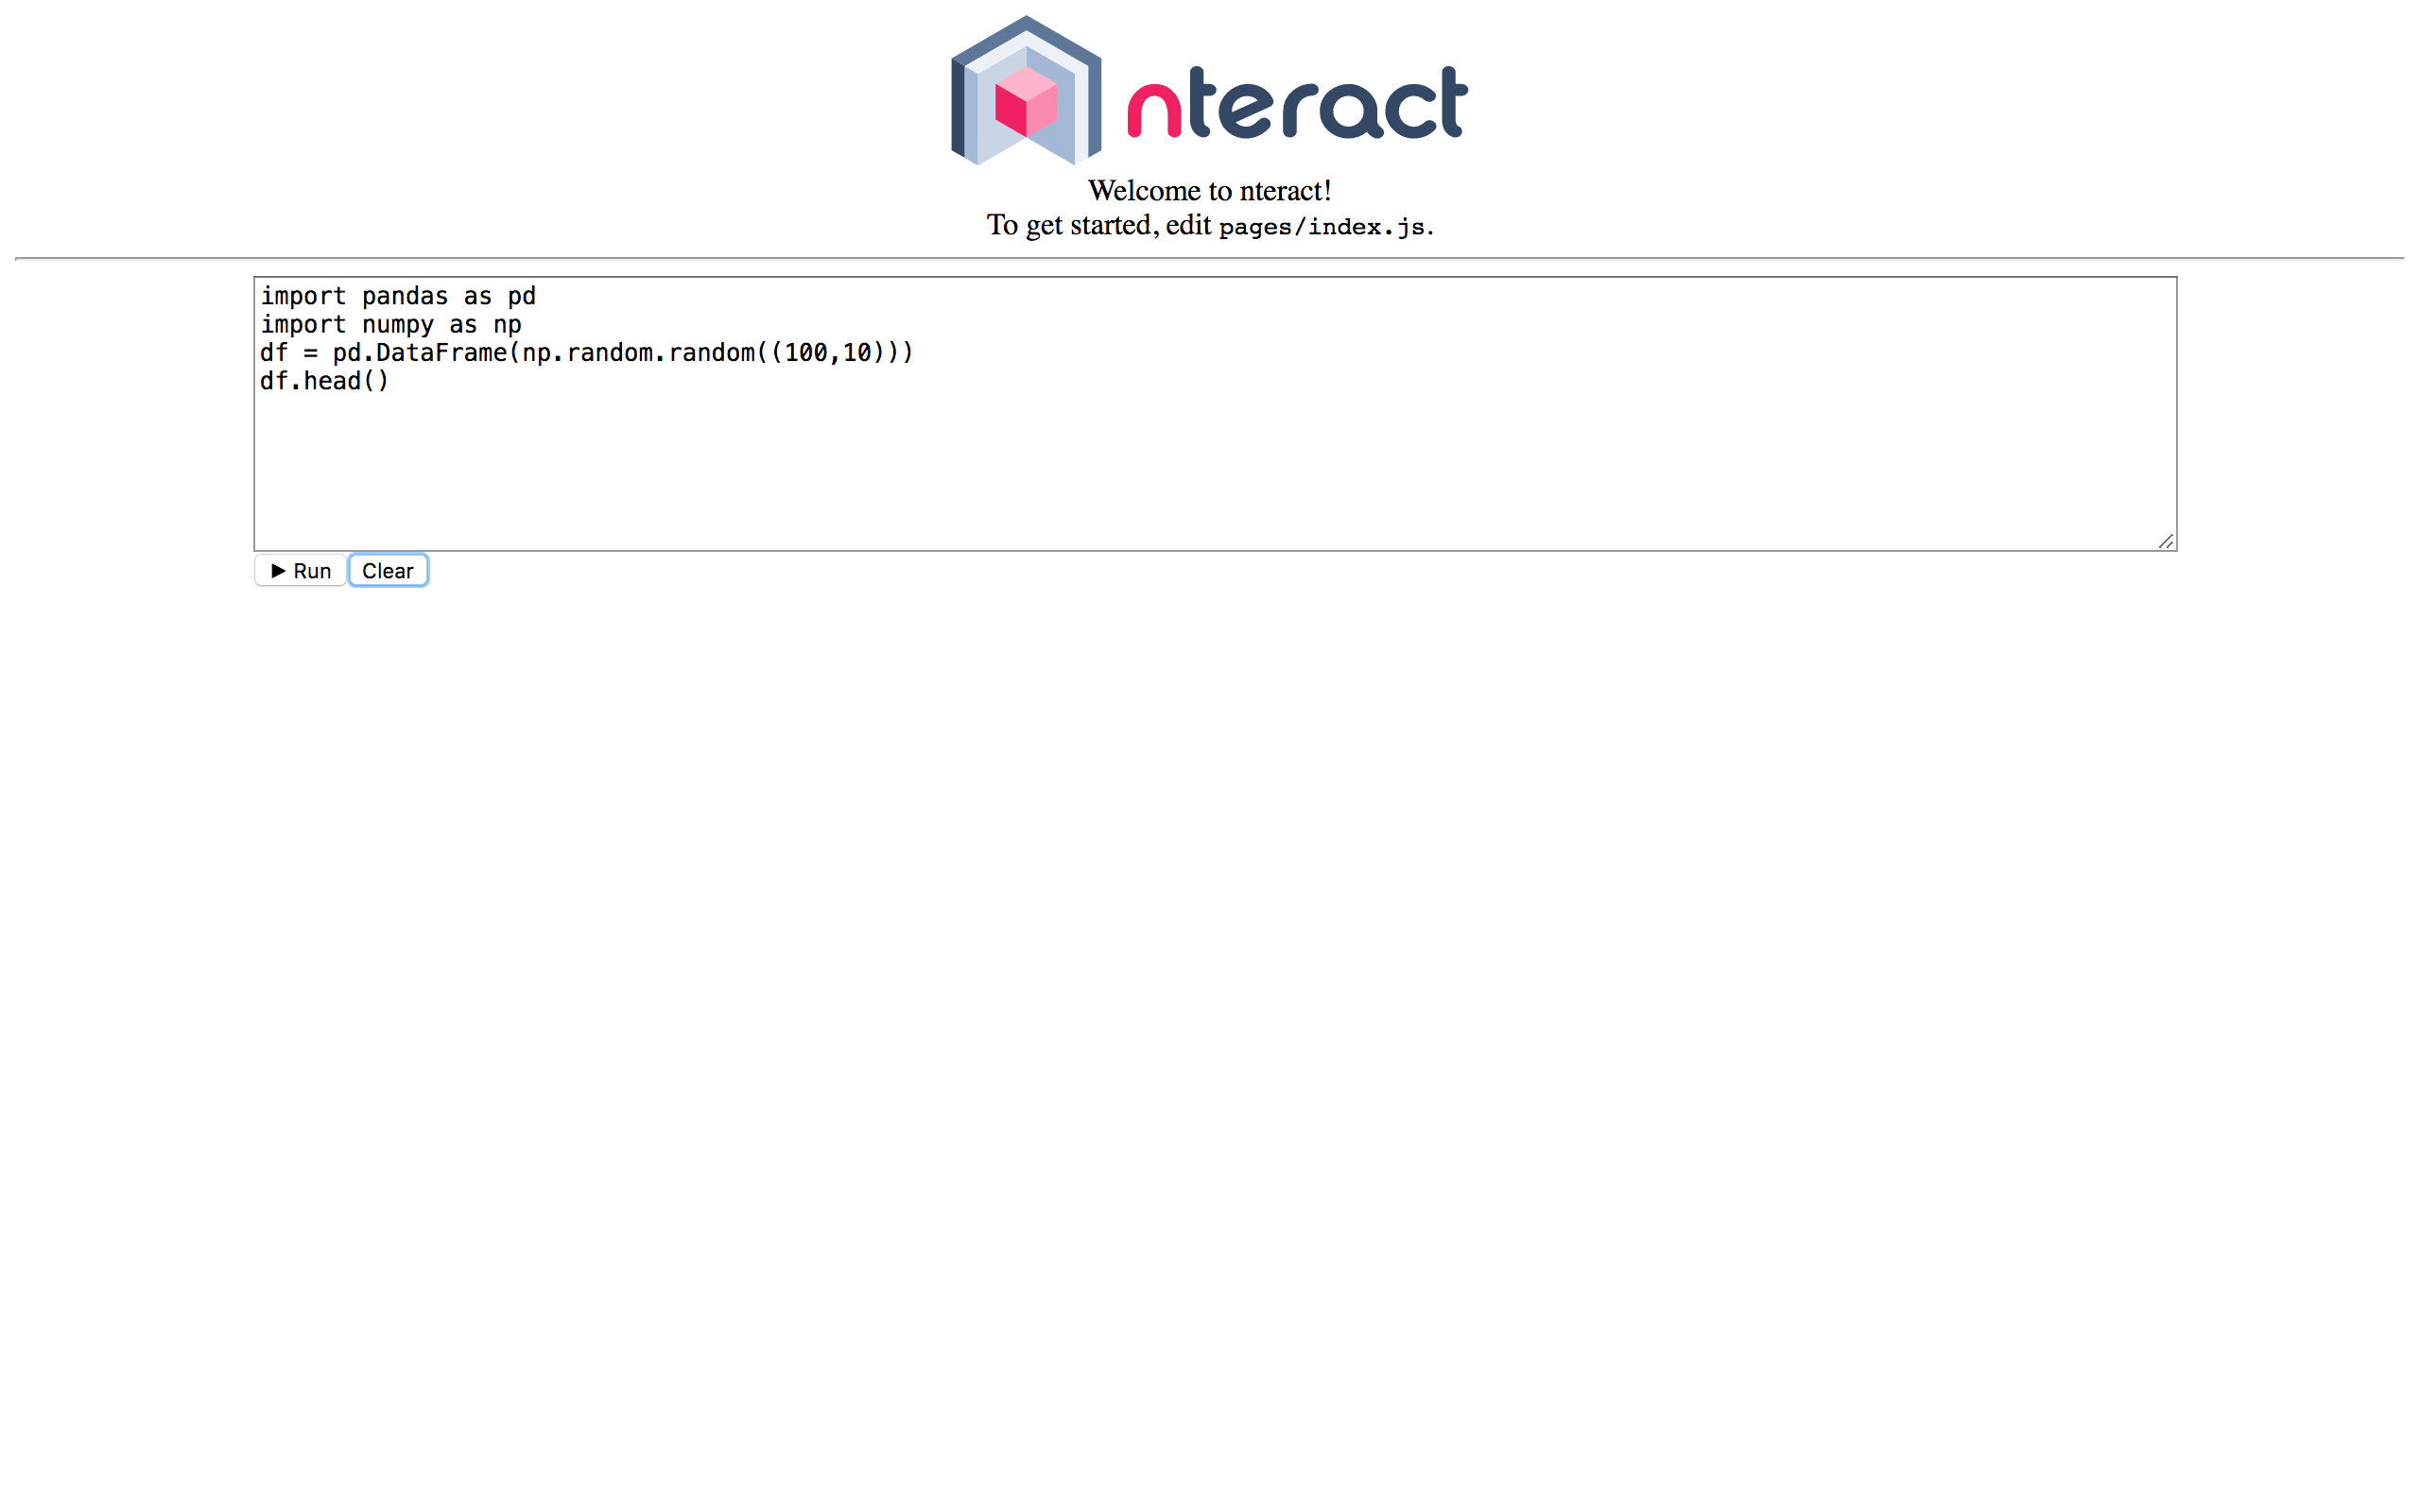 nteract
Welcome to nteract!
To get started, edit pages/index.js.
import pandas as pd
import numpy as np
df = pd.DataFrame(np.random.random((100,10)))
df.head()
▶ Run Clear